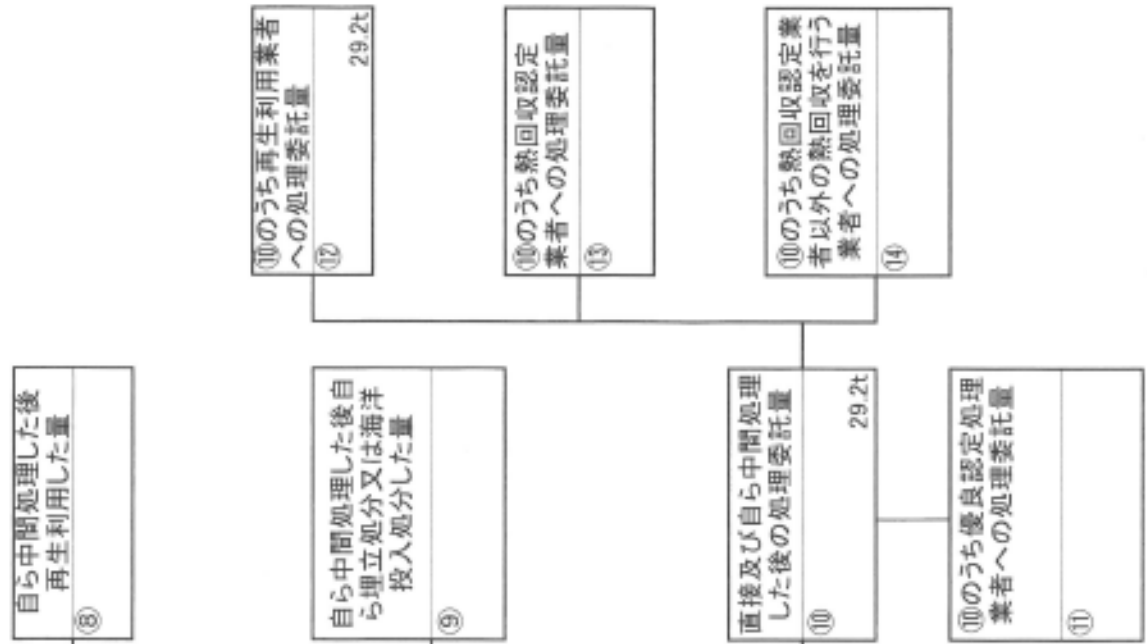 自ら中間処理した後
再生利用した量
⑧
自ら中間処理した後自
ら埋立処分又は海洋
投入処分した量
⑨
直接及び自ら中間処理
した後の処理委託量
⑩
29.2t
⑩のうち優良認定処理
業者への処理委託量
⑪
⑩のうち再生利用業者
への処理委託量
⑫
29.2t
⑩のうち熱回収認定
業者への処理委託量
⑬
⑩のうち熱回収認定業
者以外の熱回収を行う
業者への処理委託量
⑭